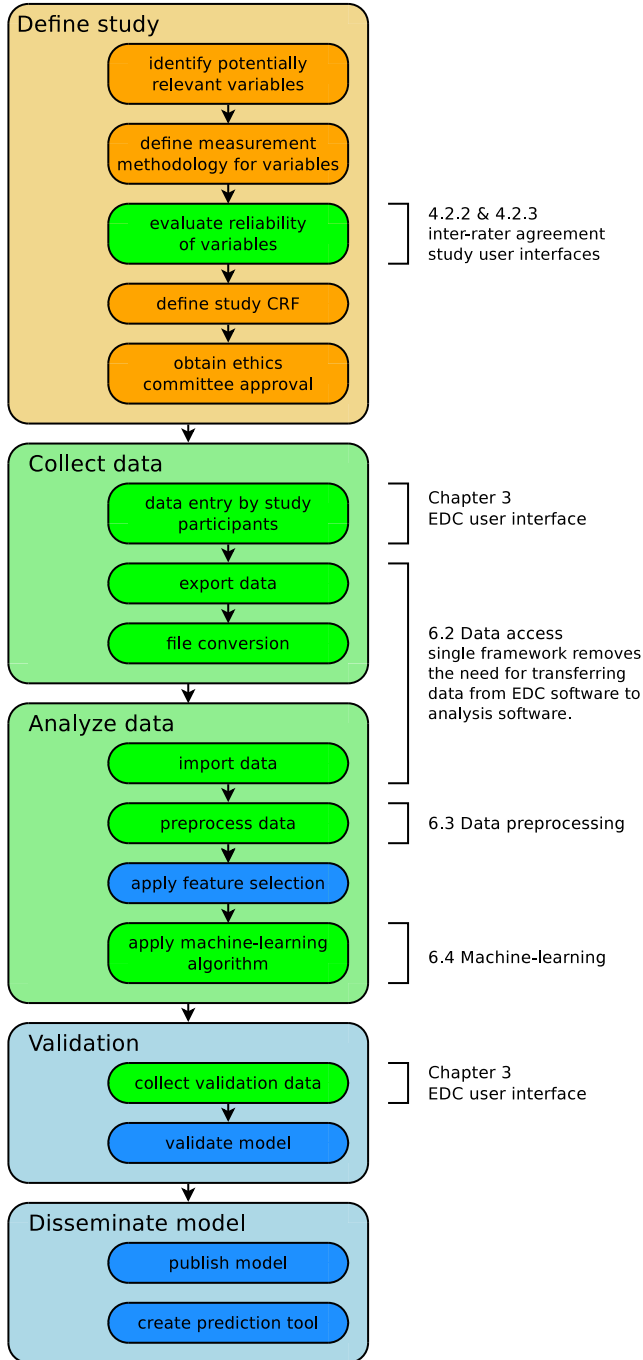 Define study
identify potentially
relevant variables
define measurement
methodology for variables
evaluate reliability
of variables
4.2.2 & 4.2.3
inter-rater agreement
study user interfaces
define study CRF
obtain ethics
committee approval
Collect data
data entry by study
participants
Chapter 3
EDC user interface
export data
file conversion
6.2 Data access
single framework removes
the need for transferring
data from EDC software to
analysis software.
Analyze data
import data
preprocess data
6.3 Data preprocessing
apply feature selection
apply machine-learning
algorithm
6.4 Machine-learning
Validation
collect validation data
Chapter 3
EDC user interface
validate model
Disseminate model
publish model
create prediction tool